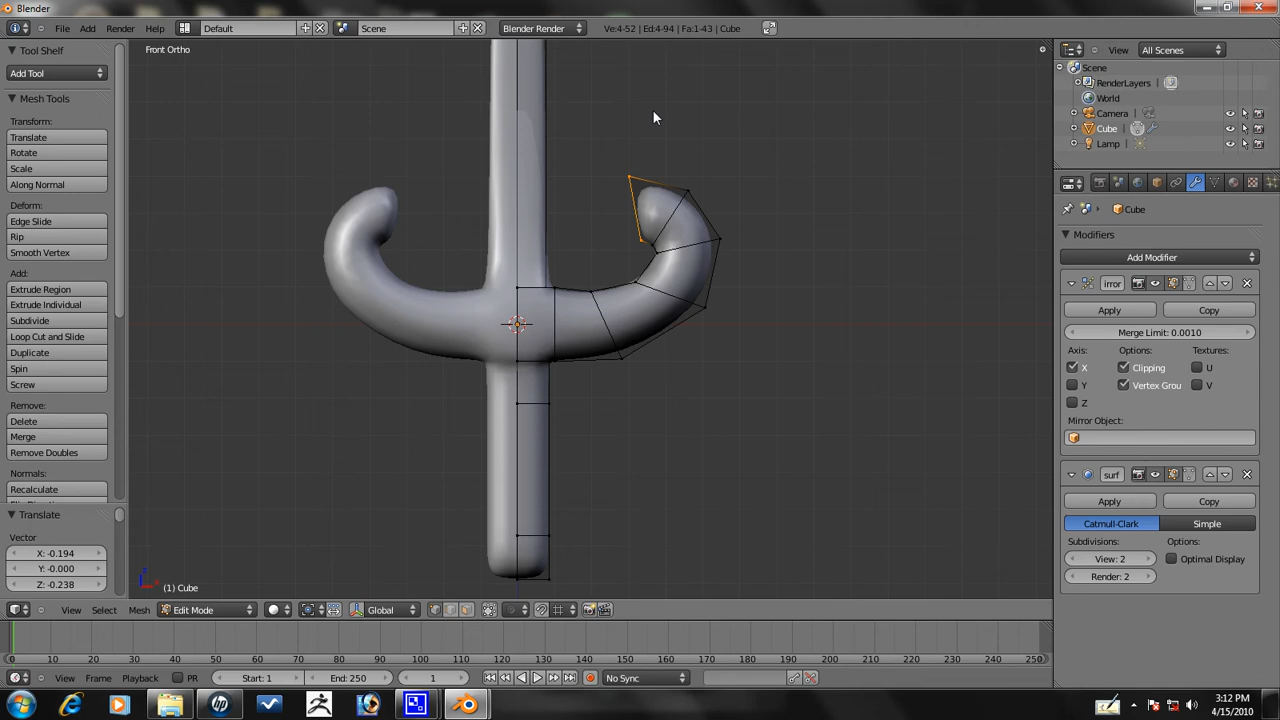 Blender
File Add Render Help Default Scene Blender Render Ve:4-52 | Ed:4-94 | Fa:1-43 | Cube
Tool Shelf
Add Tool
Mesh Tools
Transform:
Translate
Rotate
Scale
Along Normal
Deform:
Edge Slide
Rip
Smooth Vertex
Add:
Extrude Region
Extrude Individual
Subdivide
Loop Cut and Slide
Duplicate
Spin
Screw
Remove:
Delete
Merge
Remove Doubles
Normals:
Recalculate
Translate
Vector
X: -0.194
Y: -0.000
Z: -0.238
Front Ortho
(1) Cube
View Select Mesh Edit Mode Global
View All Scenes
Scene
RenderLayers
World
Camera
Cube
Lamp
Cube
Modifiers
Add Modifier
irror
Apply Copy
Merge Limit: 0.0010
Axis: Options: Textures:
X Clipping U
Y Vertex Grou V
Z
Mirror Object:
surf
Apply Copy
Catmull-Clark Simple
Subdivisions: Options:
View: 2 Optimal Display
Render: 2
0 10 20 30 40 50 60 70 80 90 100 110 120 130 140 150 160 170 180 190 200 210 220 230 240 250
View Frame Playback PR Start: 1 End: 250 1 No Sync
3:12 PM
4/15/2010